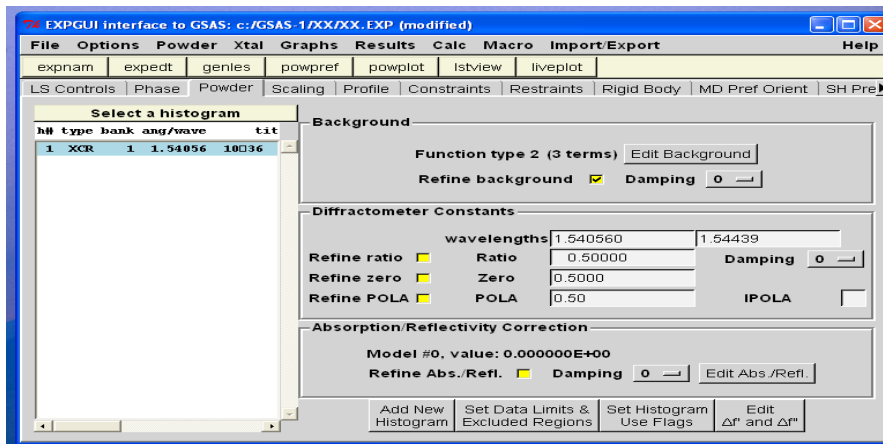 EXPGUI interface to GSAS: c:/GSAS-1/XX/XX.EXP (modified)
File Options Powder Xtal Graphs Results Calc Macro Import/Export Help
expnam expedt genles powpref powplot lstview liveplot
LS Controls Phase Powder Scaling Profile Constraints Restraints Rigid Body MD Pref Orient SH Pre
Select a histogram
h# type bank ang/wave tit
1 XCR 1 1.54056 10□36
Background
Function type 2 (3 terms) Edit Background
Refine background Damping 0
Diffractometer Constants
wavelengths 1.540560 1.54439
Refine ratio Ratio 0.50000 Damping 0
Refine zero Zero 0.5000
Refine POLA POLA 0.50 IPOLA
Absorption/Reflectivity Correction
Model #0, value: 0.000000E+00
Refine Abs./Refl. Damping 0 Edit Abs./Refl.
Add New Histogram
Set Data Limits & Excluded Regions
Set Histogram Use Flags
Edit Δf' and Δf"